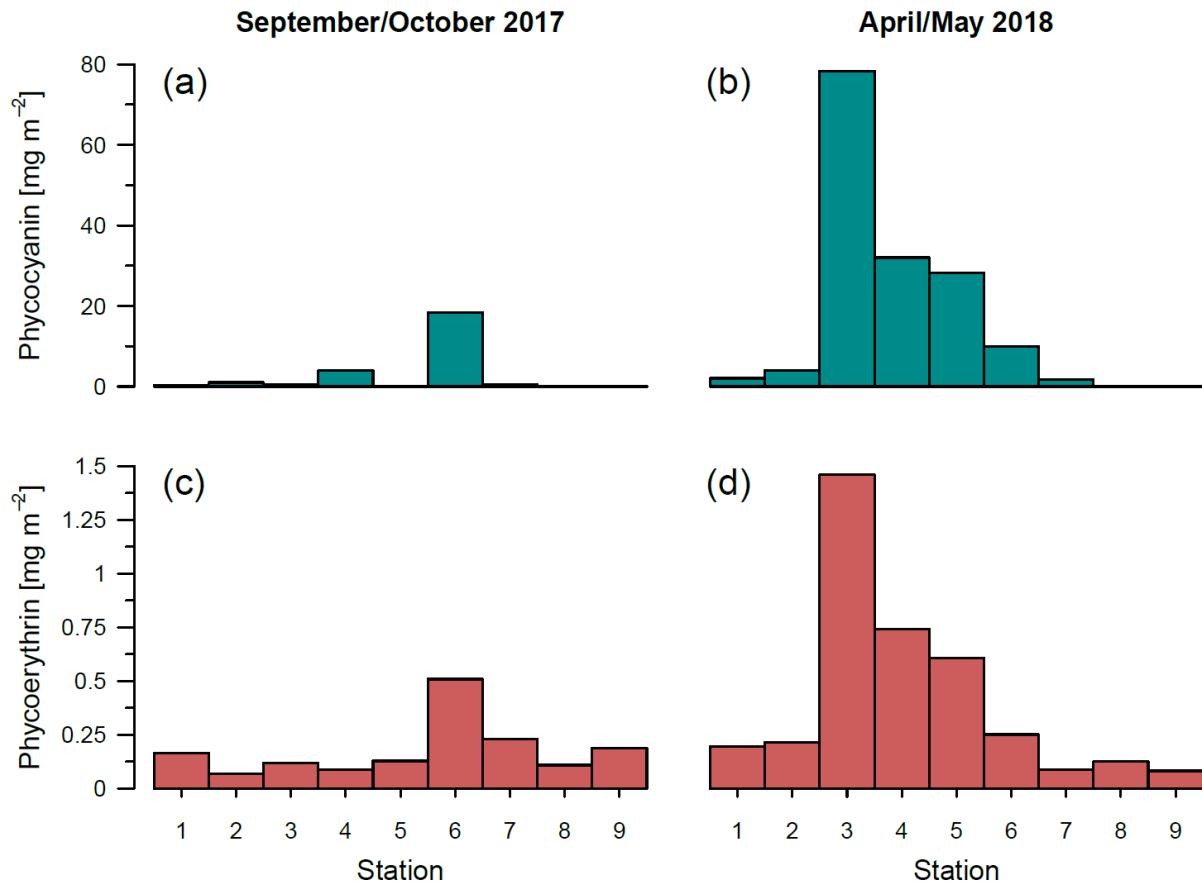 September/October 2017
April/May 2018
(a)
(b)
Phycocyanin [mg m⁻²]
80
60
40
20
0
(c)
(d)
Phycoerythrin [mg m⁻²]
1.5
1.25
1
0.75
0.5
0.25
0
1 2 3 4 5 6 7 8 9
1 2 3 4 5 6 7 8 9
Station
Station